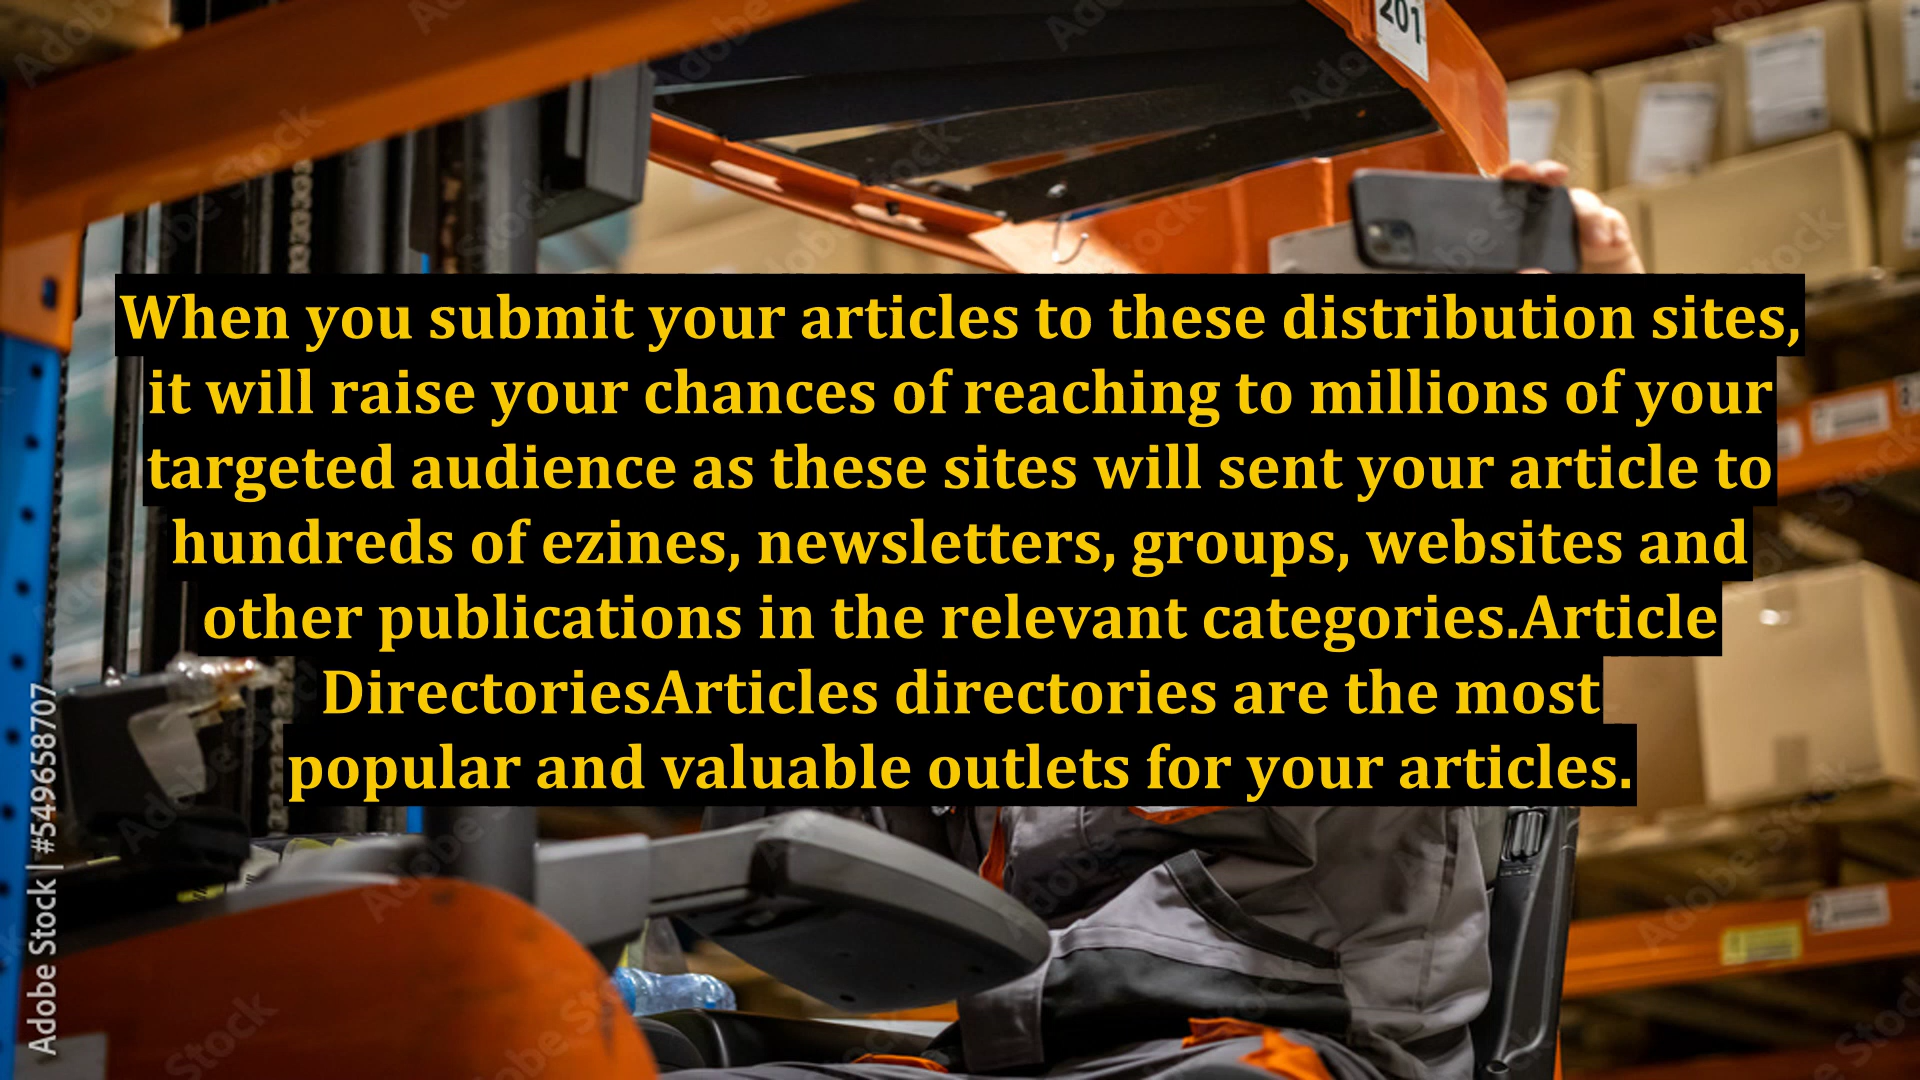 201
When you submit your articles to these distribution sites,
it will raise your chances of reaching to millions of your
targeted audience as these sites will sent your article to
hundreds of ezines, newsletters, groups, websites and
other publications in the relevant categories.Article
DirectoriesArticles directories are the most
popular and valuable outlets for your articles.
Adobe Stock | #549658707